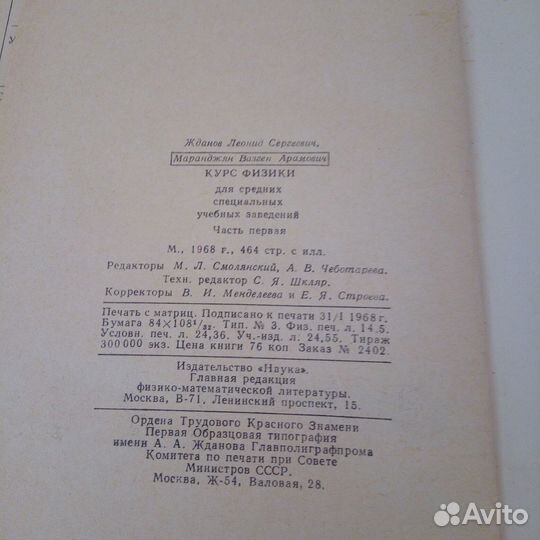 Жданов Леонид Сергеевич,
Маранджян Вазген Арамович
КУРС ФИЗИКИ
для средних
специальных
учебных заведений
Часть первая
М., 1968 г., 464 стр. с илл.
Редакторы М. Л. Смолянский, А. В. Чеботарева.
Техн. редактор С. Я. Шкляр.
Корректоры В. И. Менделеева и Е. Я. Строева.
Печать с матриц. Подписано к печати 31/I 1968 г.
Бумага 84×108¹/₃₂. Тип. № 3. Физ. печ. л. 14,5.
Условн. печ. л. 24,36. Уч.-изд. л. 24,55. Тираж
300 000 экз. Цена книги 76 коп. Заказ № 2402.
Издательство «Наука».
Главная редакция
физико-математической литературы.
Москва, В-71, Ленинский проспект, 15.
Ордена Трудового Красного Знамени
Первая Образцовая типография
имени А. А. Жданова Главполиграфпрома
Комитета по печати при Совете
Министров СССР.
Москва, Ж-54, Валовая, 28.
Avito